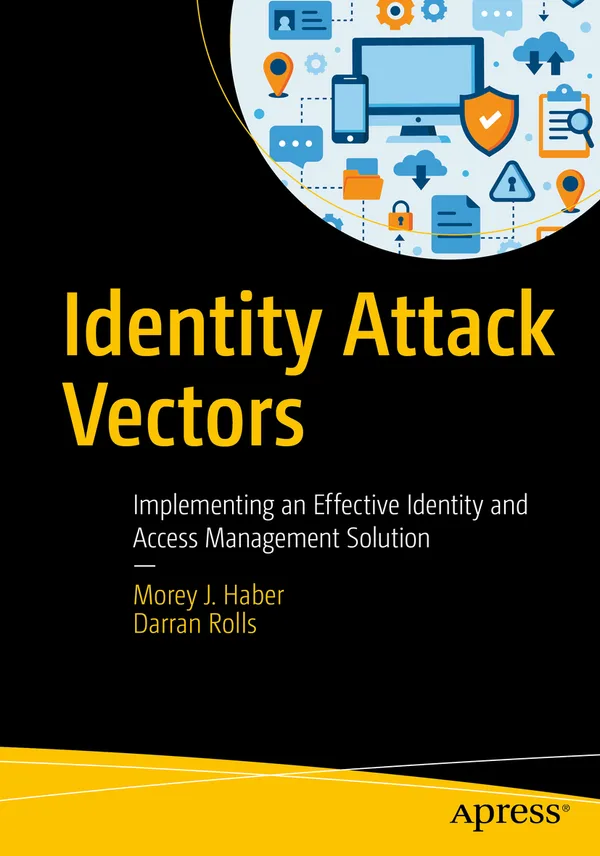 Identity Attack
Vectors
Implementing an Effective Identity and
Access Management Solution
—
Morey J. Haber
Darran Rolls
Apress®